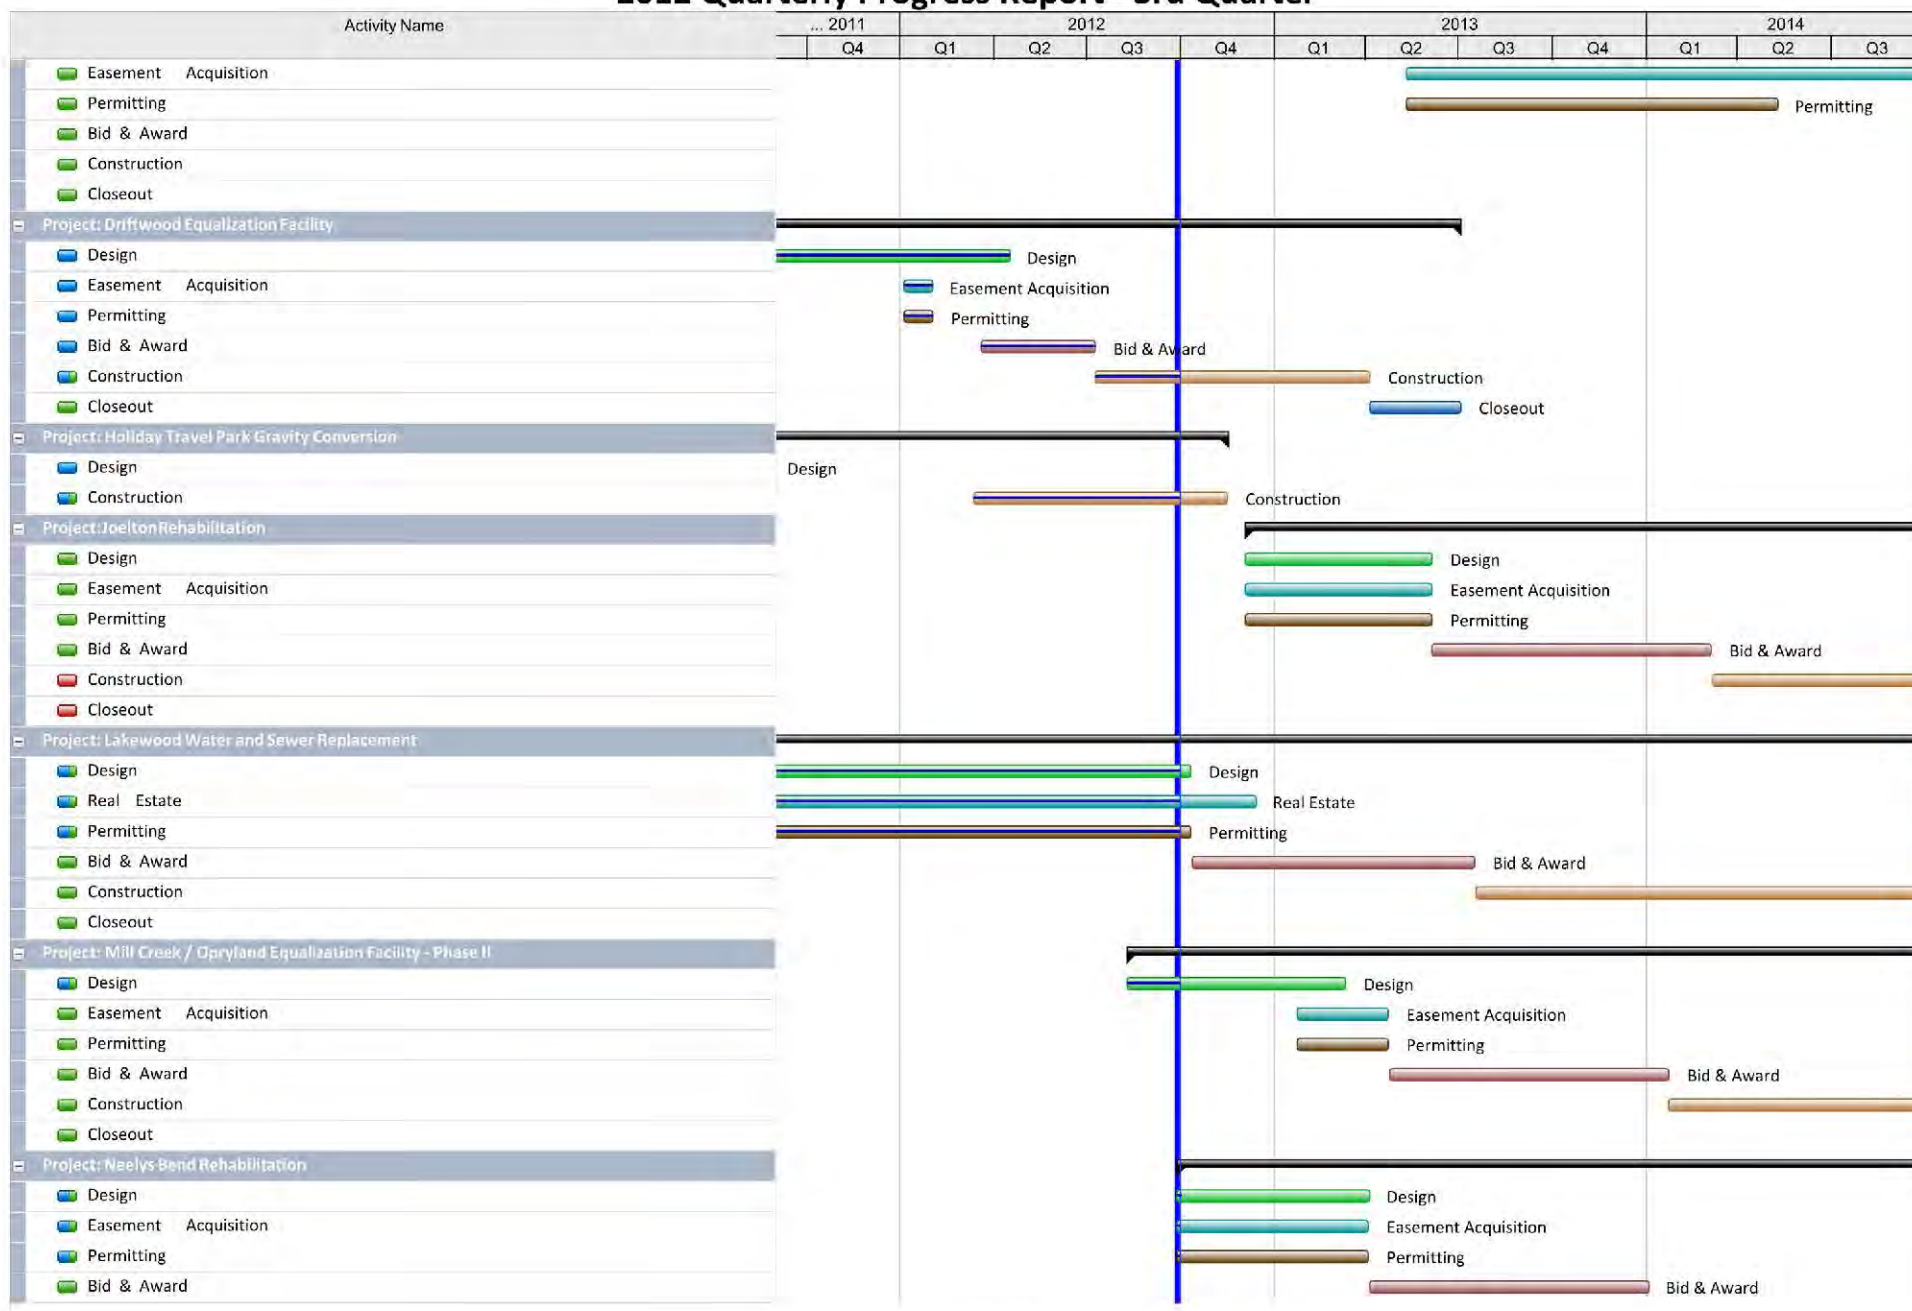 2012 Quarterly Progress Report - 3rd Quarter
Activity Name ... 2011 2012 2013 2014
Q4 Q1 Q2 Q3 Q4 Q1 Q2 Q3 Q4 Q1 Q2 Q3
Easement Acquisition
Permitting Permitting
Bid & Award
Construction
Closeout
Project: Driftwood Equalization Facility
Design Design
Easement Acquisition Easement Acquisition
Permitting Permitting
Bid & Award Bid & Award
Construction Construction
Closeout Closeout
Project: Holiday Travel Park Gravity Conversion
Design Design
Construction Construction
Project: Joelton Rehabilitation
Design Design
Easement Acquisition Easement Acquisition
Permitting Permitting
Bid & Award Bid & Award
Construction
Closeout
Project: Lakewood Water and Sewer Replacement
Design Design
Real Estate Real Estate
Permitting Permitting
Bid & Award Bid & Award
Construction
Closeout
Project: Mill Creek / Opryland Equalization Facility - Phase II
Design Design
Easement Acquisition Easement Acquisition
Permitting Permitting
Bid & Award Bid & Award
Construction
Closeout
Project: Neelys Bend Rehabilitation
Design Design
Easement Acquisition Easement Acquisition
Permitting Permitting
Bid & Award Bid & Award